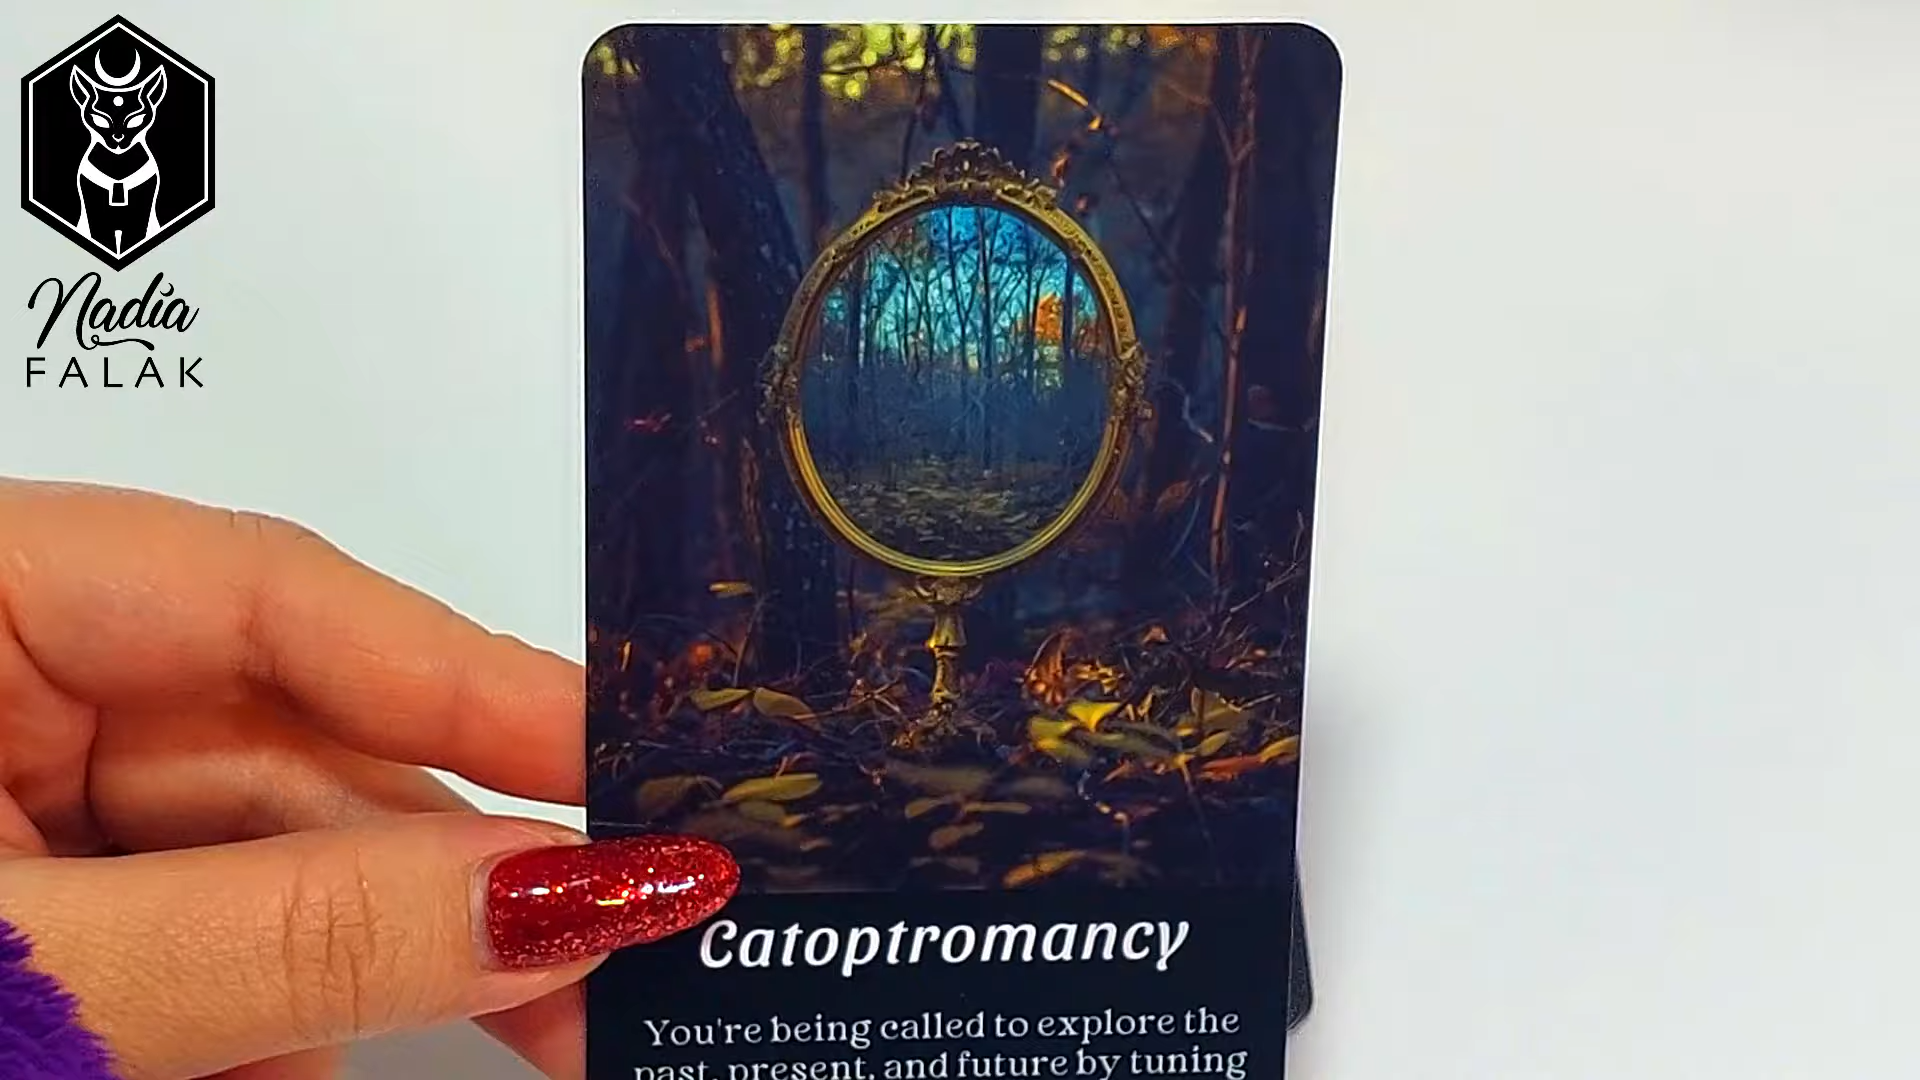 Nadia
FALAK
Catoptromancy
You're being called to explore the
past, present, and future by tuning